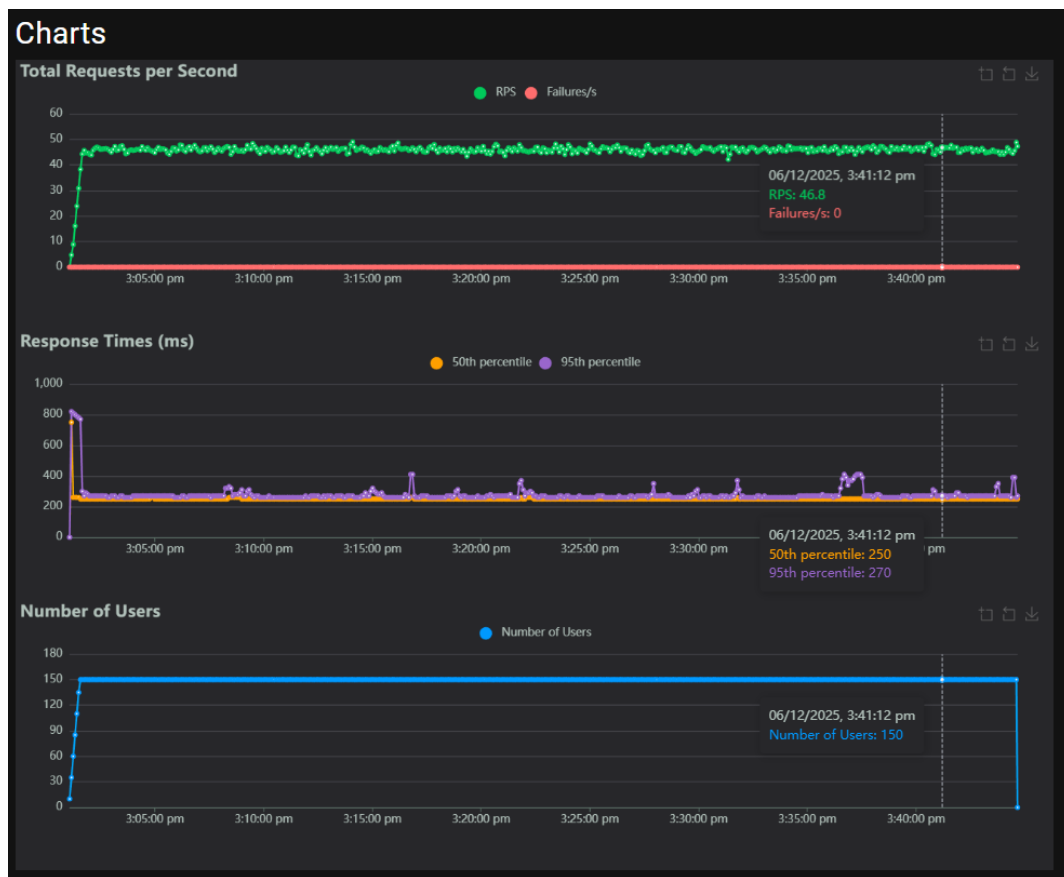 Charts
Total Requests per Second
RPS Failures/s
60
50
40
30
20
10
0
06/12/2025, 3:41:12 pm
RPS: 46.8
Failures/s: 0
3:05:00 pm 3:10:00 pm 3:15:00 pm 3:20:00 pm 3:25:00 pm 3:30:00 pm 3:35:00 pm 3:40:00 pm
Response Times (ms)
50th percentile 95th percentile
1,000
800
600
400
200
0
3:05:00 pm 3:10:00 pm 3:15:00 pm 3:20:00 pm 3:25:00 pm 3:30:00 pm pm
06/12/2025, 3:41:12 pm
50th percentile: 250
95th percentile: 270
Number of Users
Number of Users
180
150
120
90
60
30
0
06/12/2025, 3:41:12 pm
Number of Users: 150
3:05:00 pm 3:10:00 pm 3:15:00 pm 3:20:00 pm 3:25:00 pm 3:30:00 pm 3:35:00 pm 3:40:00 pm